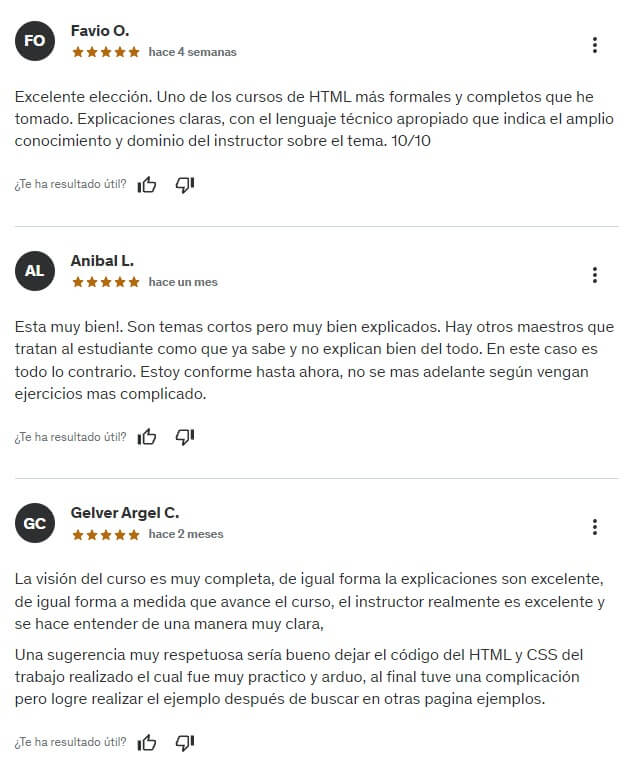 FO
Favio O.
hace 4 semanas
Excelente elección. Uno de los cursos de HTML más formales y completos que he
tomado. Explicaciones claras, con el lenguaje técnico apropiado que indica el amplio
conocimiento y dominio del instructor sobre el tema. 10/10
¿Te ha resultado útil?
AL
Anibal L.
hace un mes
Esta muy bien!. Son temas cortos pero muy bien explicados. Hay otros maestros que
tratan al estudiante como que ya sabe y no explican bien del todo. En este caso es
todo lo contrario. Estoy conforme hasta ahora, no se mas adelante según vengan
ejercicios mas complicado.
¿Te ha resultado útil?
GC
Gelver Argel C.
hace 2 meses
La visión del curso es muy completa, de igual forma la explicaciones son excelente,
de igual forma a medida que avance el curso, el instructor realmente es excelente y
se hace entender de una manera muy clara,
Una sugerencia muy respetuosa sería bueno dejar el código del HTML y CSS del
trabajo realizado el cual fue muy practico y arduo, al final tuve una complicación
pero logre realizar el ejemplo después de buscar en otras pagina ejemplos.
¿Te ha resultado útil?